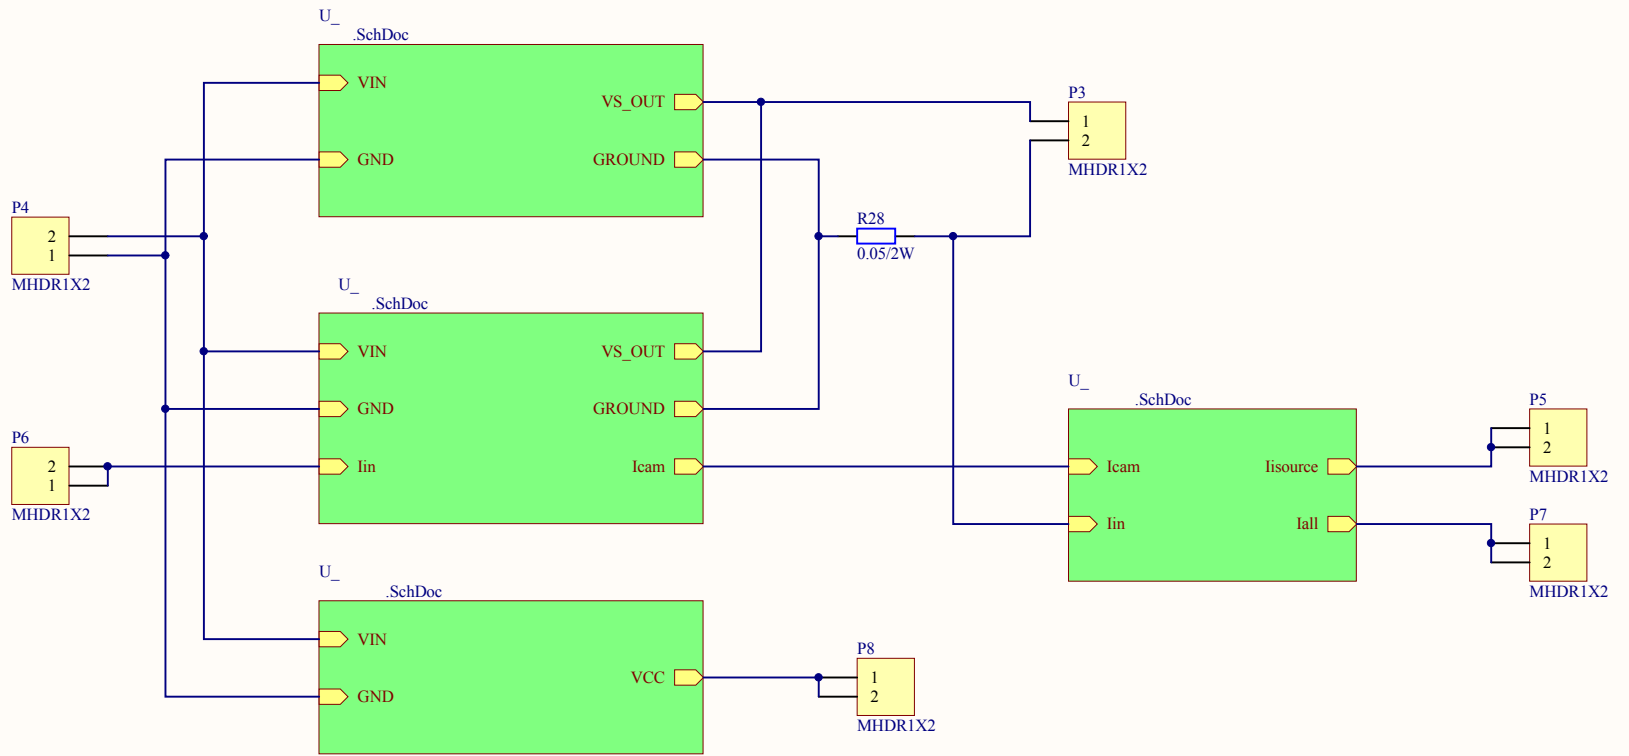 U_
.SchDoc
VIN
VS_OUT
GND
GROUND
P3
1
2
MHDR1X2
P4
2
1
MHDR1X2
R28
0.05/2W
U_
.SchDoc
VIN
VS_OUT
GND
GROUND
Iin
Icam
P6
2
1
MHDR1X2
U_
.SchDoc
Icam
Iisource
Iin
Iall
P5
1
2
MHDR1X2
P7
1
2
MHDR1X2
U_
.SchDoc
VIN
VCC
GND
P8
1
2
MHDR1X2